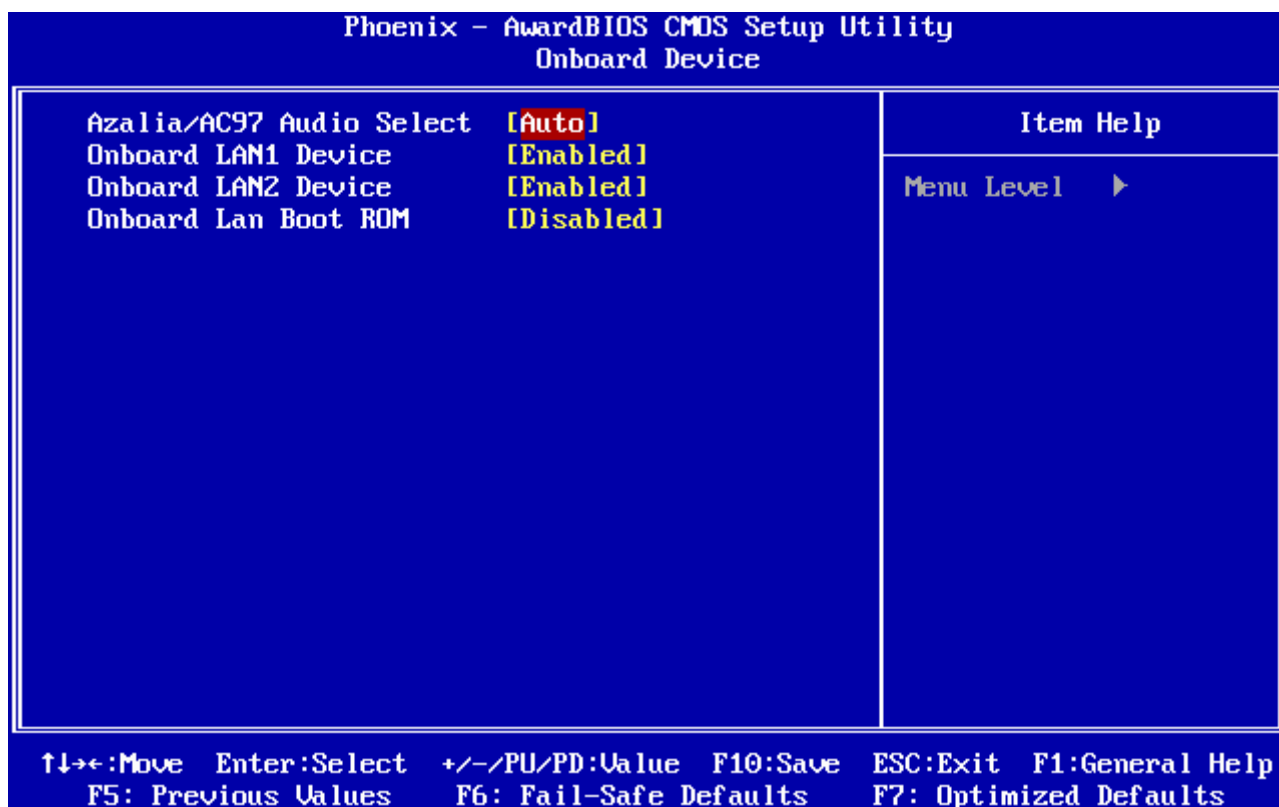 Phoenix - AwardBIOS CMOS Setup Utility
Onboard Device
Azalia/AC97 Audio Select [Auto]
Onboard LAN1 Device [Enabled]
Onboard LAN2 Device [Enabled]
Onboard Lan Boot ROM [Disabled]
Item Help
Menu Level ▶
↑↓→←:Move Enter:Select +/-/PU/PD:Value F10:Save ESC:Exit F1:General Help
F5: Previous Values F6: Fail-Safe Defaults F7: Optimized Defaults